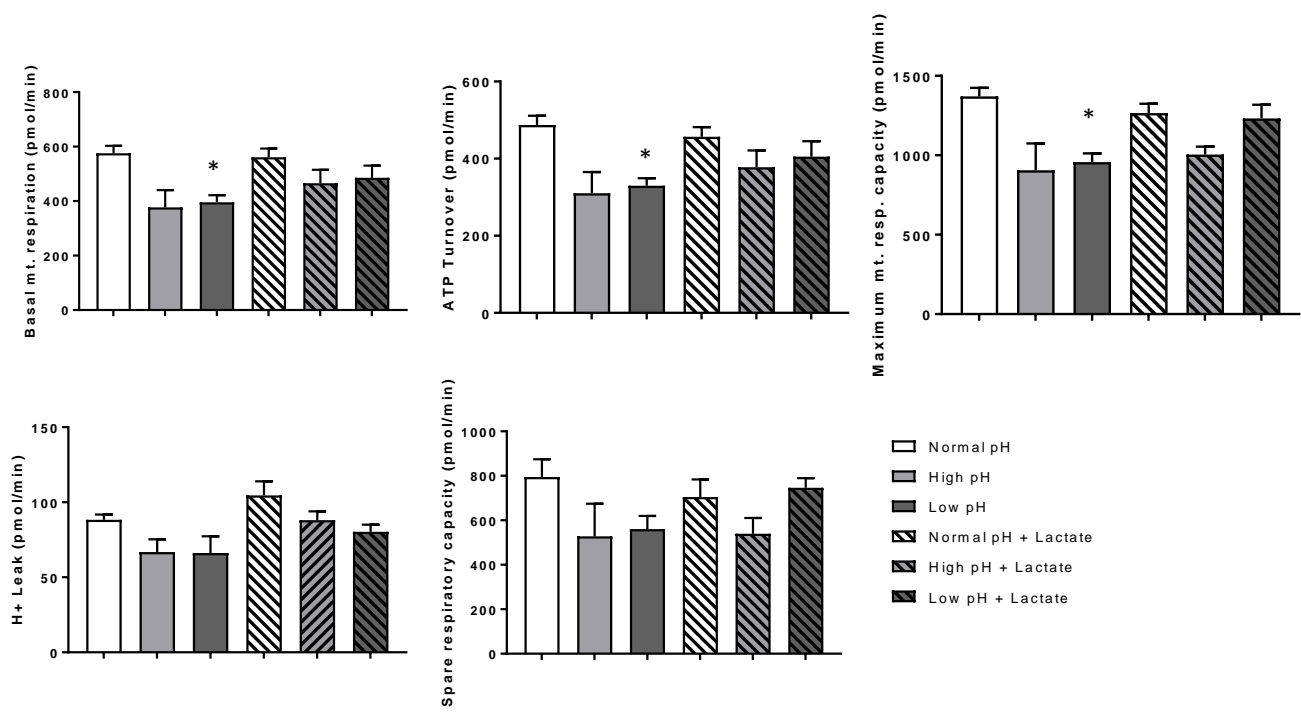 Basal mt. respiration (pmol/min)
800
600
400
200
0
*
ATP Turnover (pmol/min)
600
400
200
0
*
Maximum mt. resp. capacity (pmol/min)
1500
1000
500
0
*
H+ Leak (pmol/min)
150
100
50
0
Spare respiratory capacity (pmol/min)
1000
800
600
400
200
0
Normal pH
High pH
Low pH
Normal pH + Lactate
High pH + Lactate
Low pH + Lactate